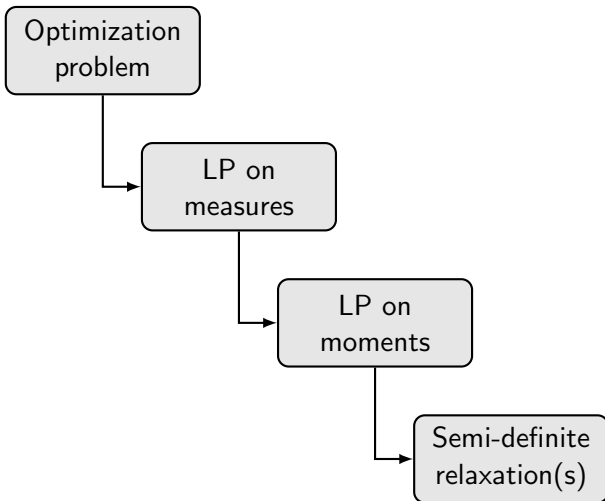 Optimization
problem
LP on
measures
LP on
moments
Semi-definite
relaxation(s)